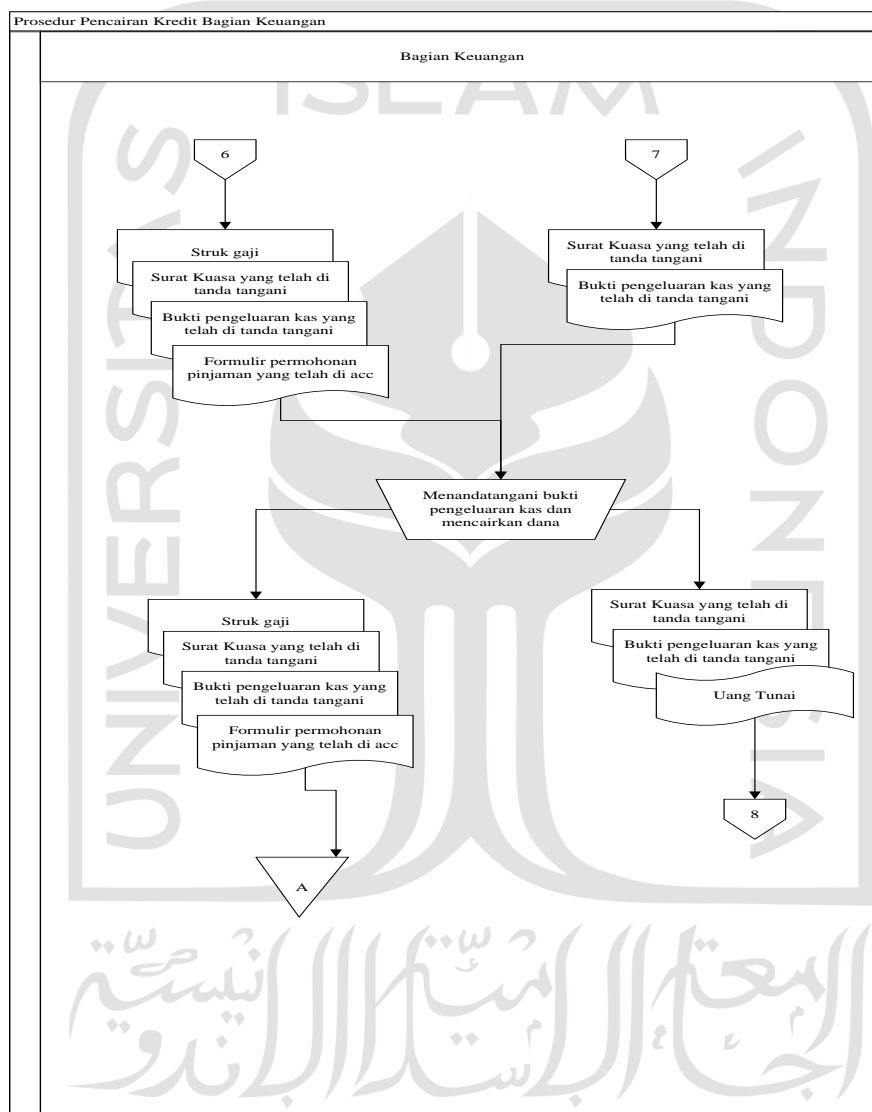 Prosedur Pencairan Kredit Bagian Keuangan
Bagian Keuangan
6
7
Struk gaji
Surat Kuasa yang telah di
tanda tangani
Bukti pengeluaran kas yang
telah di tanda tangani
Formulir permohonan
pinjaman yang telah di acc
Surat Kuasa yang telah di
tanda tangani
Bukti pengeluaran kas yang
telah di tanda tangani
Menandatangani bukti
pengeluaran kas dan
mencairkan dana
Struk gaji
Surat Kuasa yang telah di
tanda tangani
Bukti pengeluaran kas yang
telah di tanda tangani
Formulir permohonan
pinjaman yang telah di acc
A
Surat Kuasa yang telah di
tanda tangani
Bukti pengeluaran kas yang
telah di tanda tangani
Uang Tunai
8
UNIVERSITAS
ISLAM
INDONESIA